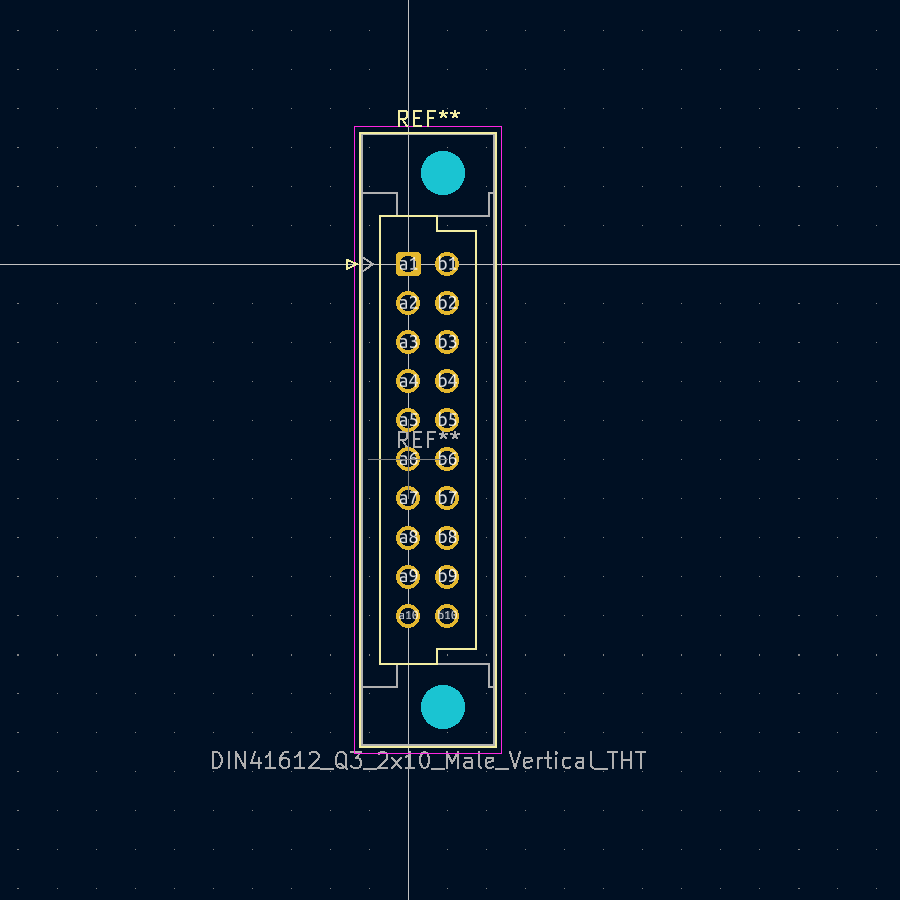 REF**
a1 b1
a2 b2
a3 b3
a4 b4
a5 b5
REF**
a6 b6
a7 b7
a8 b8
a9 b9
a10 b10
DIN41612_Q3_2x10_Male_Vertical_THT